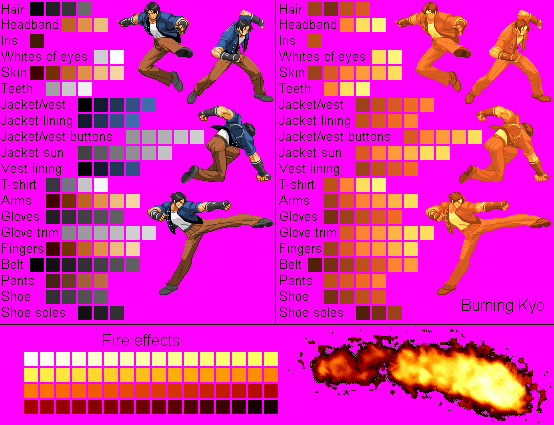 Hair
Headband
Iris
Whites of eyes
Skin
Teeth
Jacket/vest
Jacket lining
Jacket/vest buttons
Jacket sun
Vest lining
T-shirt
Arms
Gloves
Glove trim
Fingers
Belt
Pants
Shoe
Shoe soles
Hair
Headband
Iris
Whites of eyes
Skin
Teeth
Jacket/vest
Jacket lining
Jacket/vest buttons
Jacket sun
Vest lining
T-shirt
Arms
Gloves
Glove trim
Fingers
Belt
Pants
Shoe
Shoe soles
Burning Kyo
Fire effects